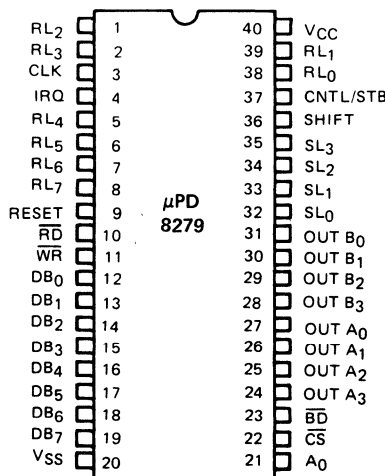 RL2 1 40 VCC
RL3 2 39 RL1
CLK 3 38 RL0
IRQ 4 37 CNTL/STB
RL4 5 36 SHIFT
RL5 6 35 SL3
RL6 7 34 SL2
RL7 8 μPD 33 SL1
RESET 9 8279 32 SL0
R̅D̅ 10 31 OUT B0
W̅R̅ 11 30 OUT B1
DB0 12 29 OUT B2
DB1 13 28 OUT B3
DB2 14 27 OUT A0
DB3 15 26 OUT A1
DB4 16 25 OUT A2
DB5 17 24 OUT A3
DB6 18 23 B̅D̅
DB7 19 22 C̅S̅
VSS 20 21 A0